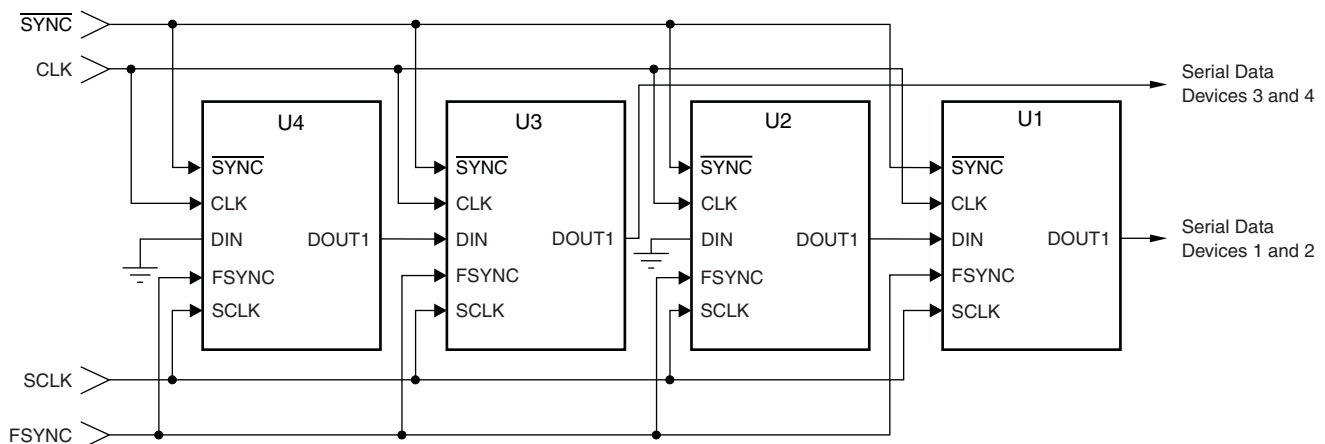 SYNC
CLK
Serial Data
Devices 3 and 4
U4
U3
U2
U1
SYNC
SYNC
SYNC
SYNC
CLK
CLK
CLK
CLK
DIN
DOUT1
DIN
DOUT1
DIN
DOUT1
DIN
DOUT1
Serial Data
Devices 1 and 2
FSYNC
FSYNC
FSYNC
FSYNC
SCLK
SCLK
SCLK
SCLK
SCLK
FSYNC